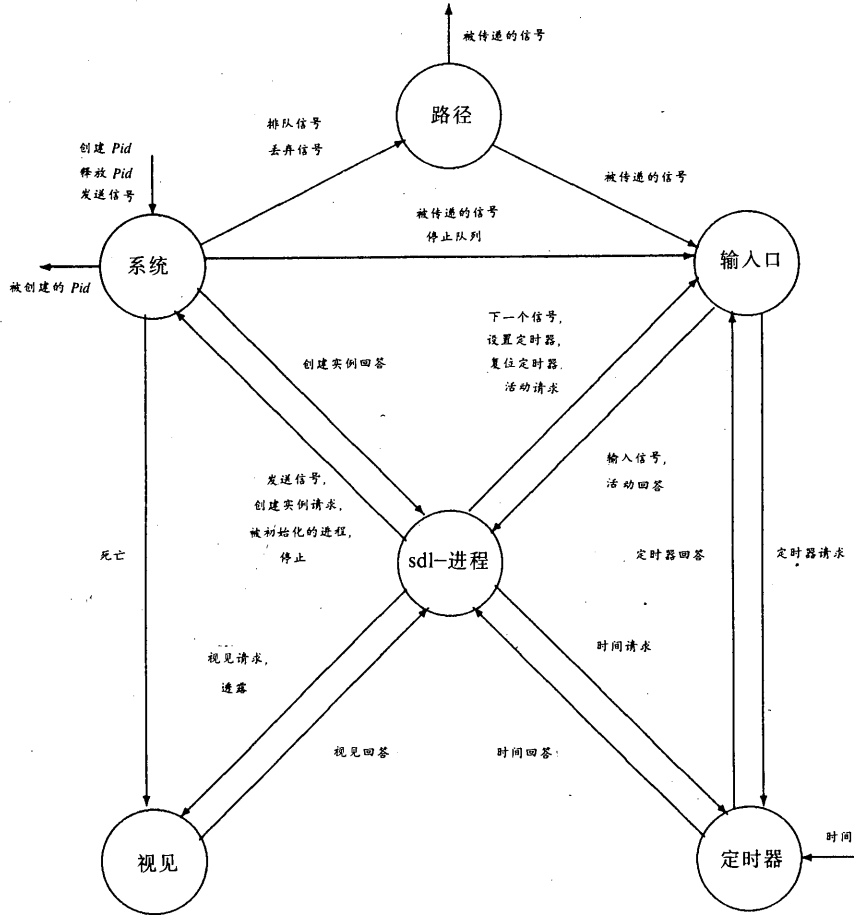 被传递的信号
路径
排队信号
丢弃信号
创建 Pid
释放 Pid
发送信号
被传递的信号
被传递的信号
停止队列
系统
输入口
被创建的 Pid
下一个信号,
设置定时器,
复位定时器.
活动请求
创建实例回答
输入信号,
活动回答
发送信号,
创建实例请求,
被初始化的进程,
停止
死亡
sdl-进程
定时器回答
定时器请求
视见请求,
透露
时间请求
视见回答
时间回答
时间
视见
定时器